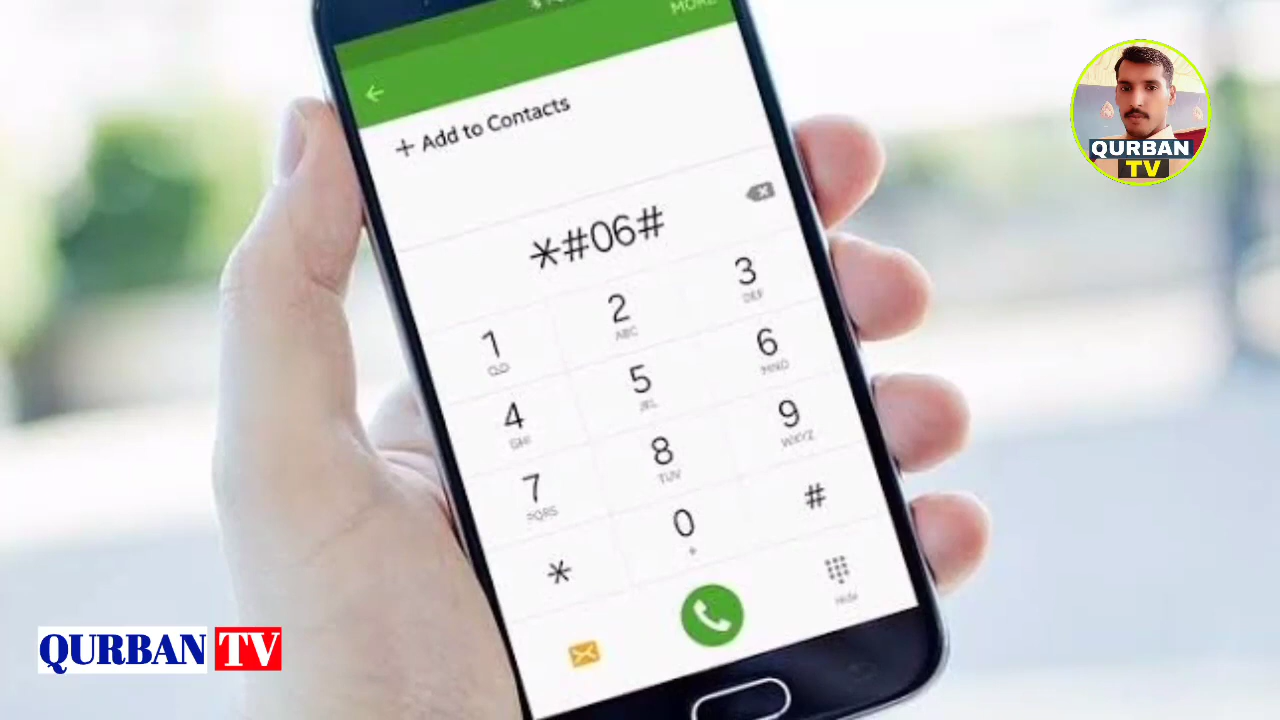 MORE
+ Add to Contacts
*#06#
1
2
ABC
3
DEF
4
GHI
5
JKL
6
MNO
7
PQRS
8
TUV
9
WXYZ
*
0
+
#
Hide
QURBAN
TV
QURBAN TV